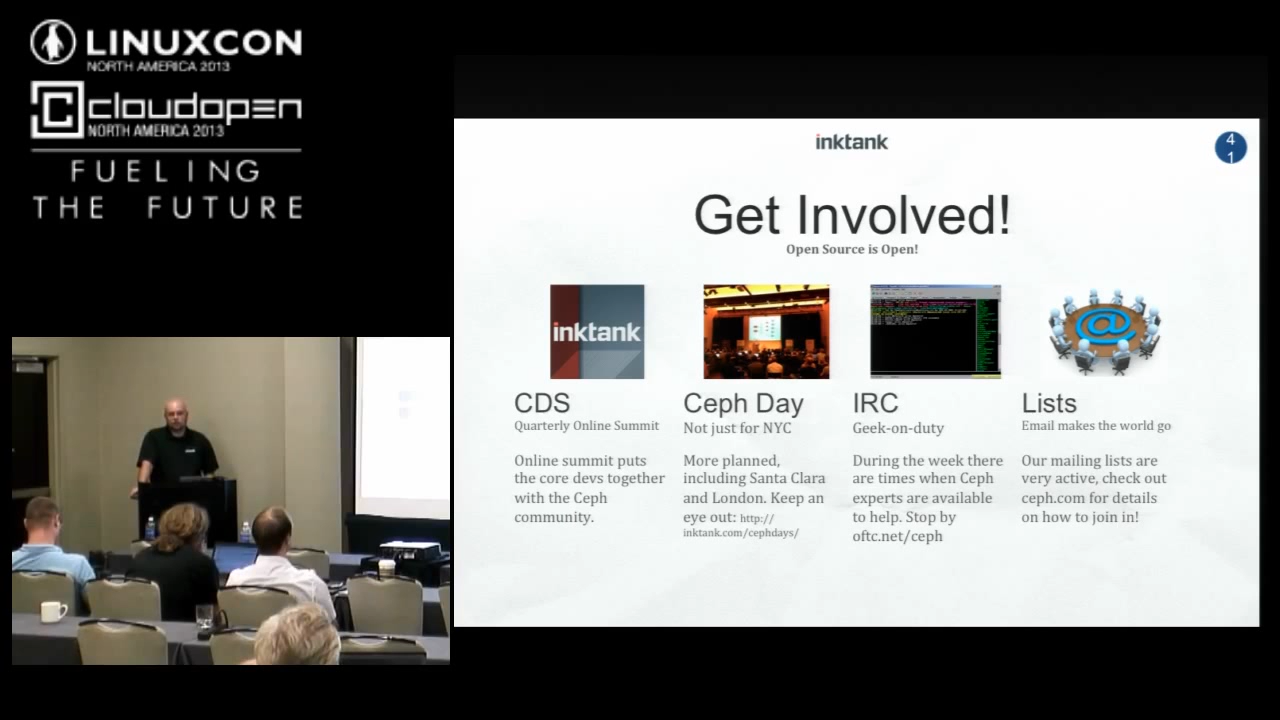 LINUXCON
NORTH AMERICA 2013
cloudopen
NORTH AMERICA 2013
FUELING
THE FUTURE
inktank
4
1
Get Involved!
Open Source is Open!
inktank
CDS
Quarterly Online Summit
Online summit puts
the core devs together
with the Ceph
community.
Ceph Day
Not just for NYC
More planned,
including Santa Clara
and London. Keep an
eye out: http://
inktank.com/cephdays/
IRC
Geek-on-duty
During the week there
are times when Ceph
experts are available
to help. Stop by
oftc.net/ceph
@
Lists
Email makes the world go
Our mailing lists are
very active, check out
ceph.com for details
on how to join in!